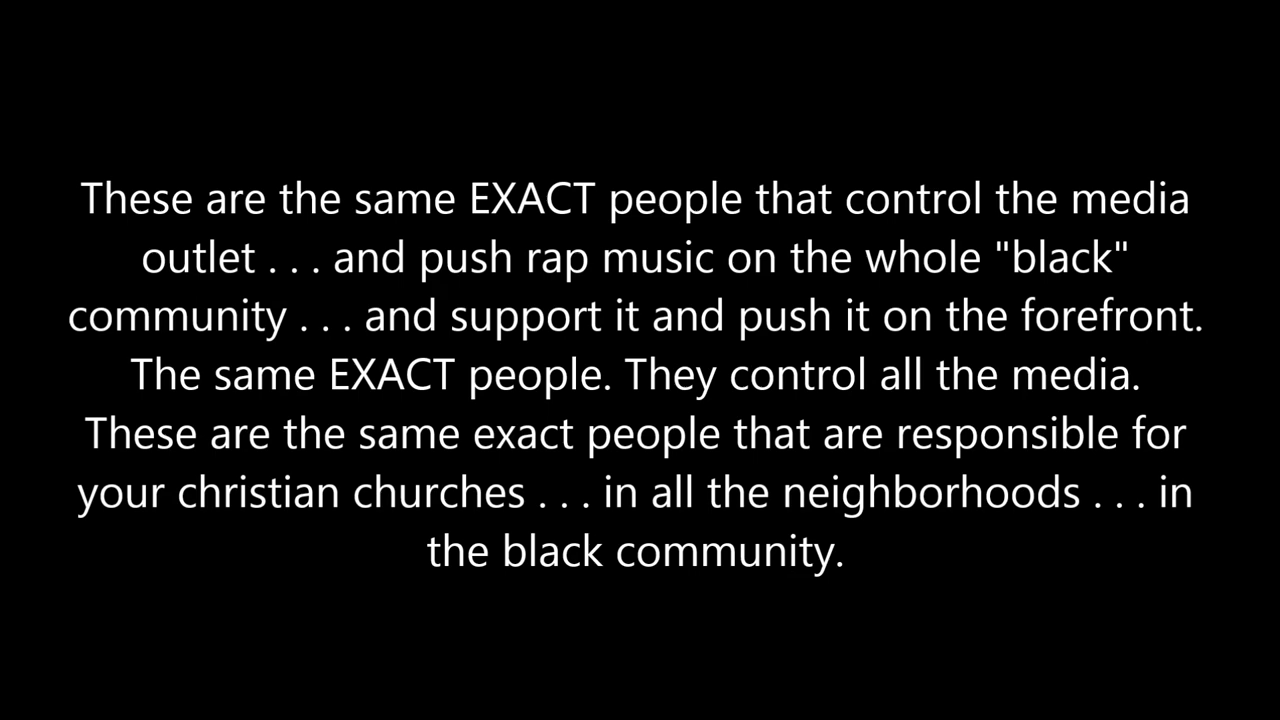 These are the same EXACT people that control the media
outlet . . . and push rap music on the whole "black"
community . . . and support it and push it on the forefront.
The same EXACT people. They control all the media.
These are the same exact people that are responsible for
your christian churches . . . in all the neighborhoods . . . in
the black community.